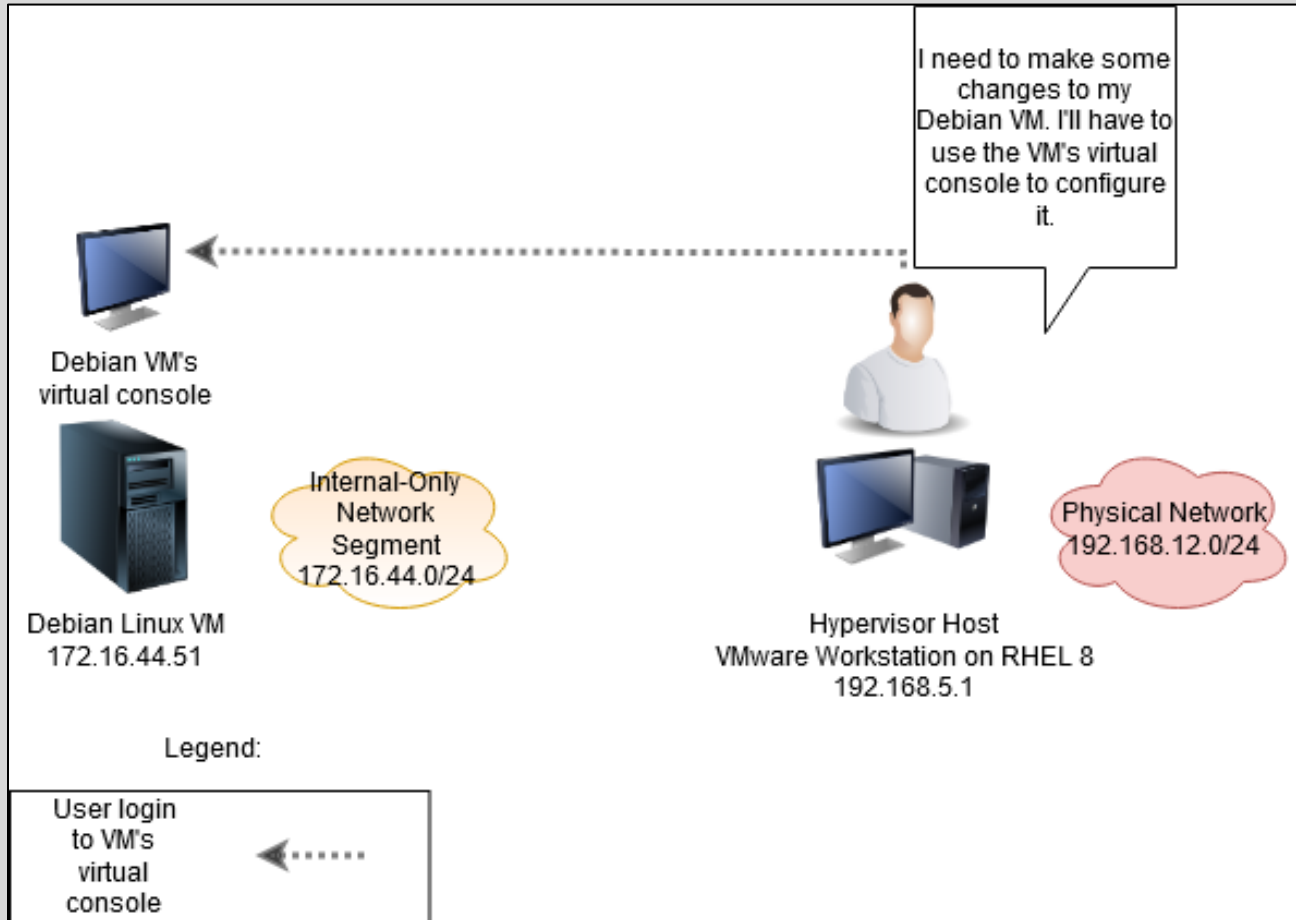 I need to make some
changes to my
Debian VM. I'll have to
use the VM's virtual
console to configure
it.
Debian VM's
virtual console
Internal-Only
Network
Segment
172.16.44.0/24
Physical Network
192.168.12.0/24
Debian Linux VM
172.16.44.51
Hypervisor Host
VMware Workstation on RHEL 8
192.168.5.1
Legend:
User login
to VM's
virtual
console